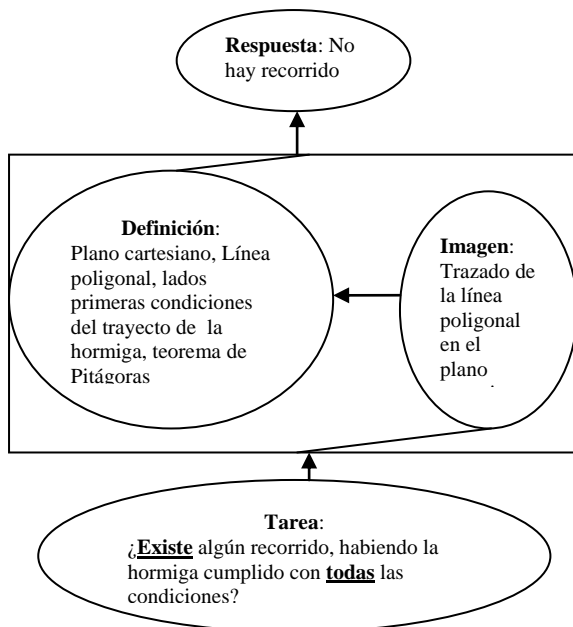 Respuesta: No
hay recorrido
Definición:
Plano cartesiano, Línea
poligonal, lados
primeras condiciones
del trayecto de la
hormiga, teorema de
Pitágoras
Imagen:
Trazado de
la línea
poligonal
en el
plano
Tarea:
¿Existe algún recorrido, habiendo la
hormiga cumplido con todas las
condiciones?